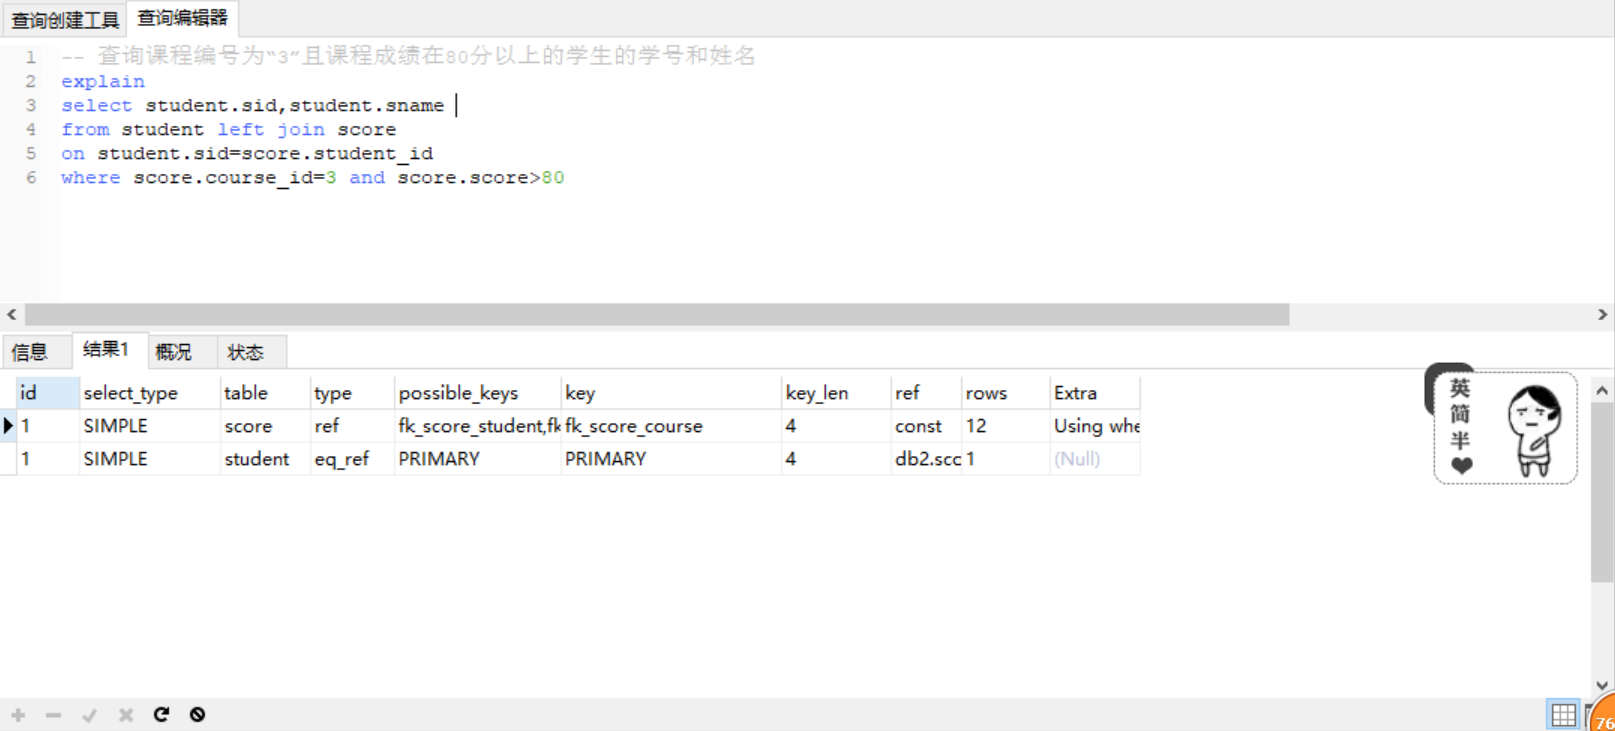 查询创建工具 查询编辑器
1 -- 查询课程编号为“3”且课程成绩在80分以上的学生的学号和姓名
2 explain
3 select student.sid,student.sname
4 from student left join score
5 on student.sid=score.student_id
6 where score.course_id=3 and score.score>80
信息 结果1 概况 状态
id select_type table type possible_keys key key_len ref rows Extra
1 SIMPLE score ref fk_score_student,fk fk_score_course 4 const 12 Using whe
1 SIMPLE student eq_ref PRIMARY PRIMARY 4 db2.scc 1 (Null)
英
简
半
76